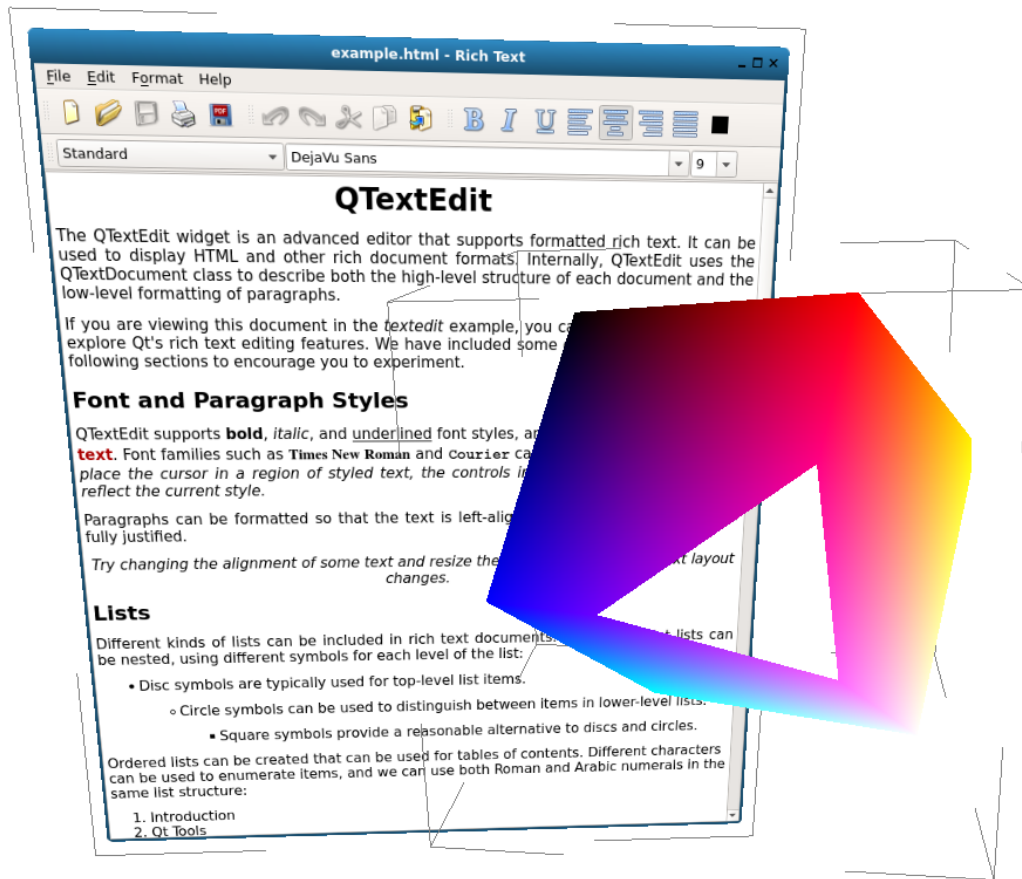 example.html - Rich Text
File Edit Format Help
PDF
B I U
Standard DejaVu Sans 9
QTextEdit
The QTextEdit widget is an advanced editor that supports formatted rich text. It can be
used to display HTML and other rich document formats. Internally, QTextEdit uses the
QTextDocument class to describe both the high-level structure of each document and the
low-level formatting of paragraphs.
If you are viewing this document in the textedit example, you
explore Qt's rich text editing features. We have included some
following sections to encourage you to experiment.
Font and Paragraph Styles
QTextEdit supports bold, italic, and underlined font styles,
text. Font families such as Times New Roman and Courier
place the cursor in a region of styled text, the controls
reflect the current style.
Paragraphs can be formatted so that the text is
fully justified.
Try changing the alignment of some text and resize the layout
changes.
Lists
Different kinds of lists can be included in rich text documents. lists can
be nested, using different symbols for each level of the list:
• Disc symbols are typically used for top-level list items.
◦ Circle symbols can be used to distinguish between items in lower-level lists.
▪ Square symbols provide a reasonable alternative to discs and circles.
Ordered lists can be created that can be used for tables of contents. Different characters
can be used to enumerate items, and we can use both Roman and Arabic numerals in the
same list structure:
1. Introduction
2. Qt Tools